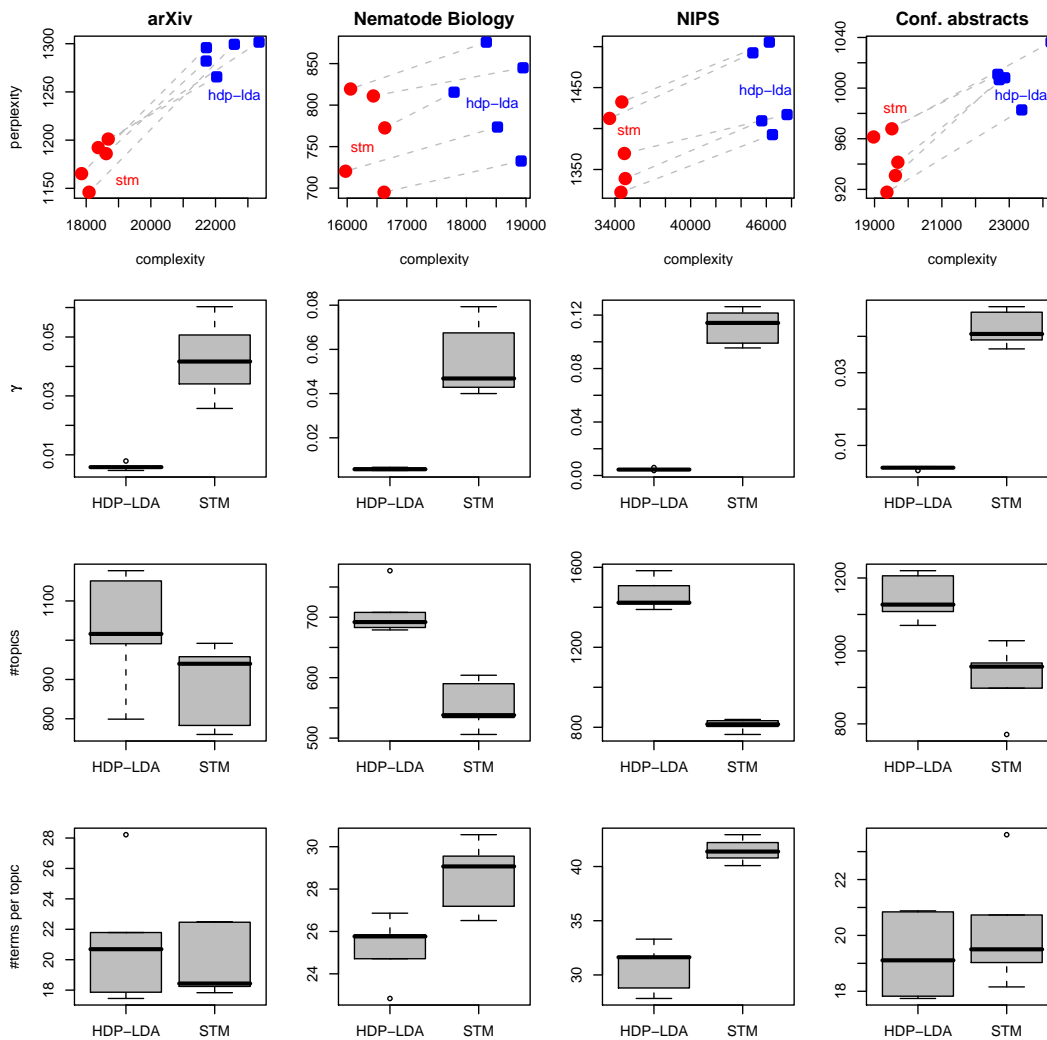 arXiv
Nematode Biology
NIPS
Conf. abstracts
perplexity
1150 1200 1250 1300
18000 20000 22000
complexity
stm
hdp−lda
700 750 800 850
16000 17000 18000 19000
complexity
stm
hdp−lda
1350 1450
34000 40000 46000
complexity
stm
hdp−lda
920 960 1000 1040
19000 21000 23000
complexity
stm
hdp−lda
γ
0.01 0.03 0.05
HDP−LDA STM
0.02 0.04 0.06 0.08
HDP−LDA STM
0.00 0.04 0.08 0.12
HDP−LDA STM
0.01 0.03
HDP−LDA STM
#topics
800 900 1100
HDP−LDA STM
500 600 700
HDP−LDA STM
800 1200 1600
HDP−LDA STM
800 1000 1200
HDP−LDA STM
#terms per topic
18 20 22 24 26 28
HDP−LDA STM
24 26 28 30
HDP−LDA STM
30 35 40
HDP−LDA STM
18 20 22
HDP−LDA STM